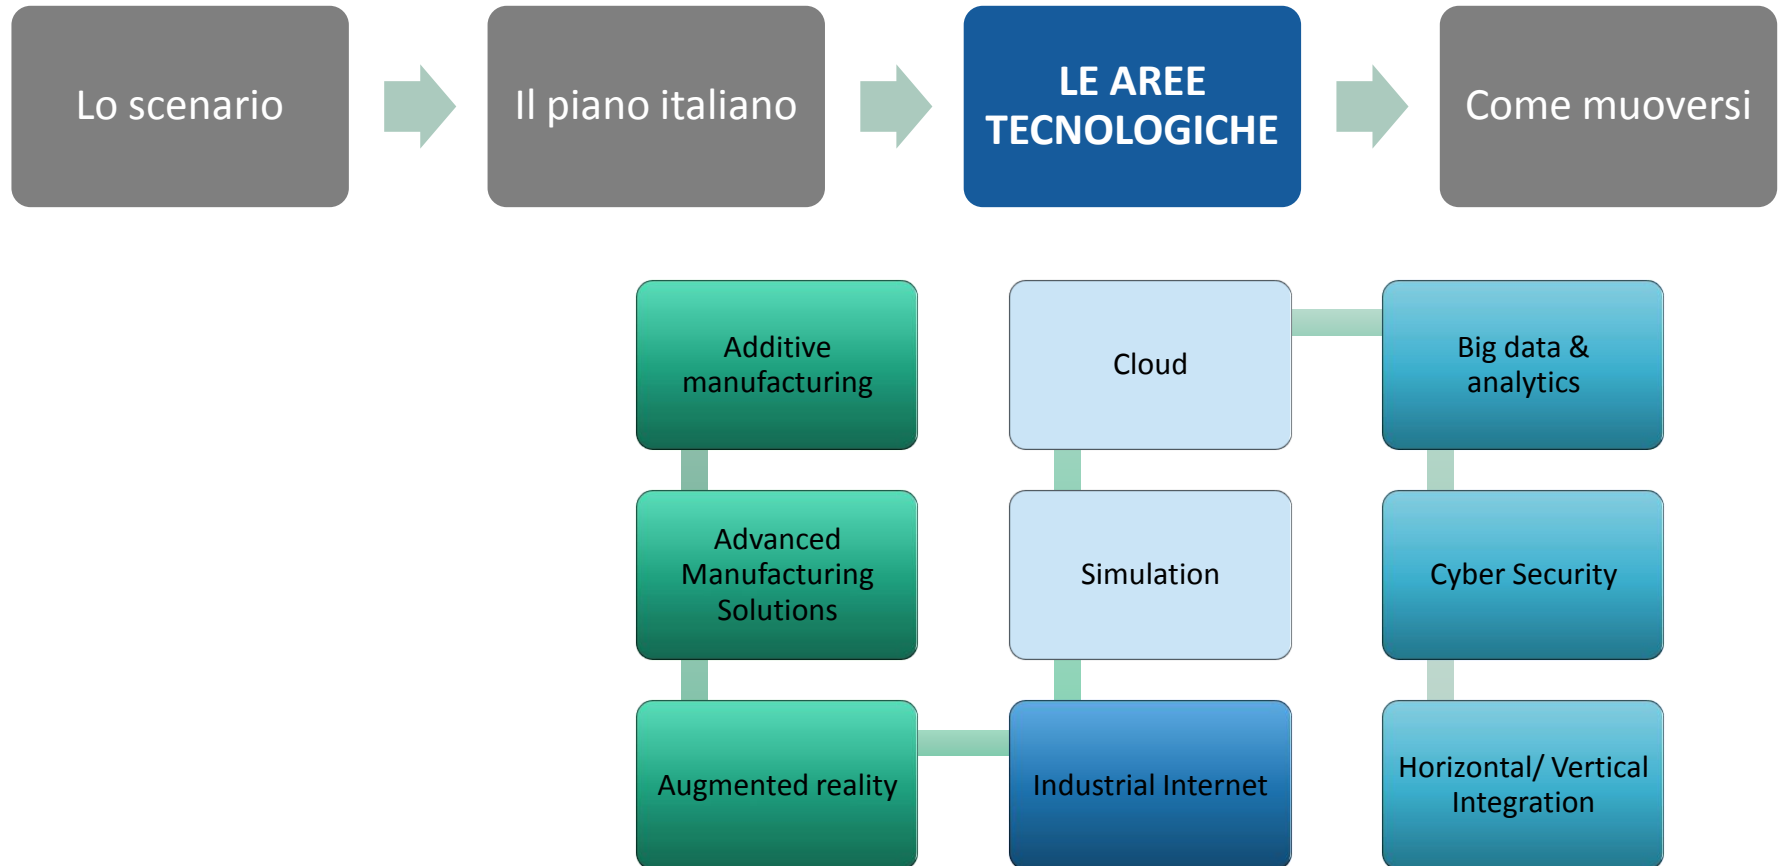 Lo scenario
Il piano italiano
LE AREE
TECNOLOGICHE
Come muoversi
Additive
manufacturing
Cloud
Big data &
analytics
Advanced
Manufacturing
Solutions
Simulation
Cyber Security
Augmented reality
Industrial Internet
Horizontal/ Vertical
Integration